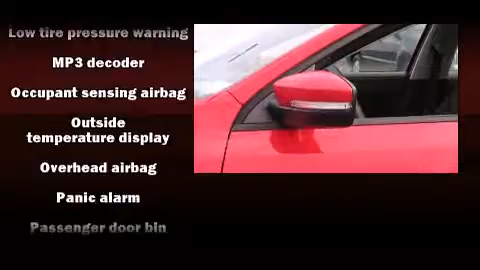 Low tire pressure warning
MP3 decoder
Occupant sensing airbag
Outside
temperature display
Overhead airbag
Panic alarm
Passenger door bin